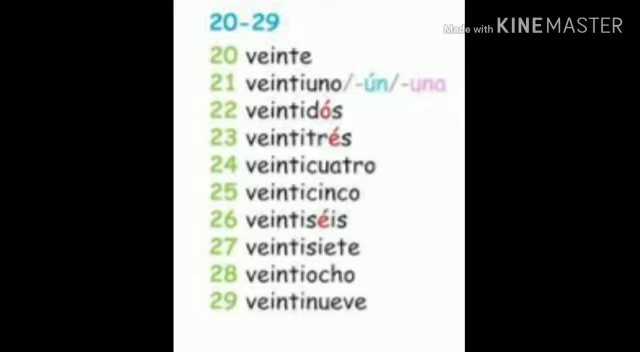 Made with KINEMASTER
20-29
20 veinte
21 veintiuno/-ún/-una
22 veintidós
23 veintitrés
24 veinticuatro
25 veinticinco
26 veintiséis
27 veintisiete
28 veintiocho
29 veintinueve